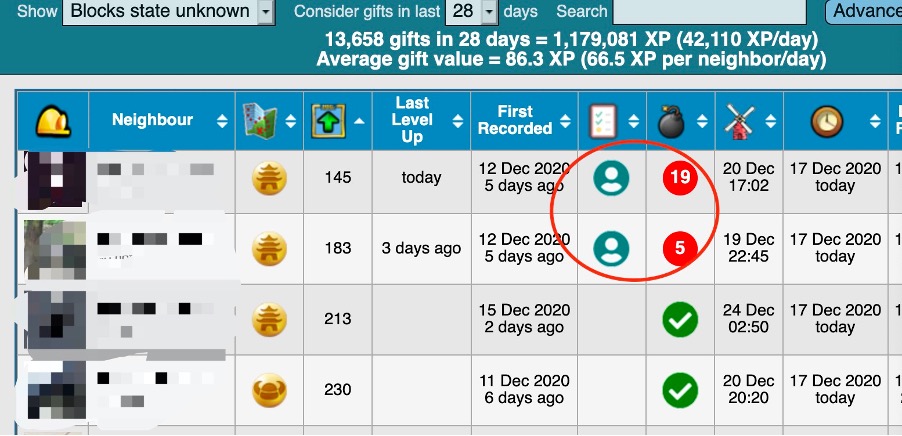 Show Blocks state unknown Consider gifts in last 28 days Search Advance
13,658 gifts in 28 days = 1,179,081 XP (42,110 XP/day)
Average gift value = 86.3 XP (66.5 XP per neighbor/day)
Neighbour Last Level Up First Recorded
145 today 12 Dec 2020 5 days ago 19 20 Dec 17:02 17 Dec 2020 today
183 3 days ago 12 Dec 2020 5 days ago 5 19 Dec 22:45 17 Dec 2020 today
213 15 Dec 2020 2 days ago 24 Dec 02:50 17 Dec 2020 today
230 11 Dec 2020 6 days ago 20 Dec 20:20 17 Dec 2020 today